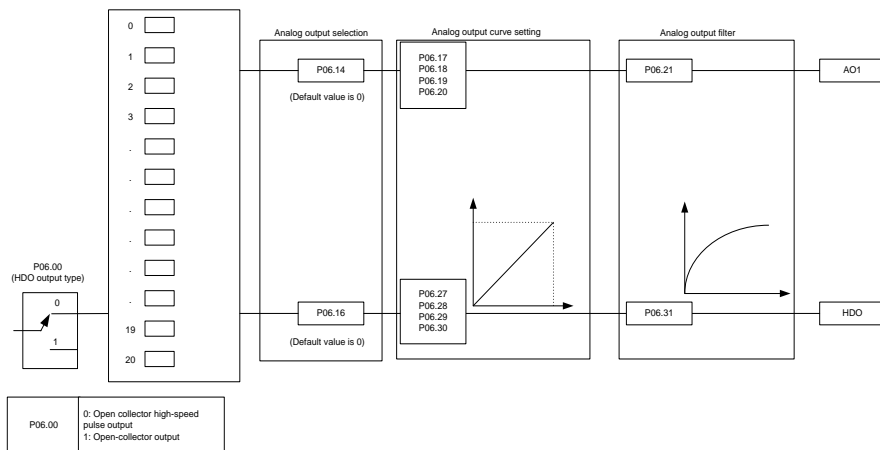 0
1
2
3
.
.
.
.
.
.
19
20
Analog output selection
P06.14
(Default value is 0)
P06.16
(Default value is 0)
Analog output curve setting
P06.17
P06.18
P06.19
P06.20
P06.27
P06.28
P06.29
P06.30
Analog output filter
P06.21
P06.31
AO1
HDO
P06.00
(HDO output type)
0
1
P06.00
0: Open collector high-speed
pulse output
1: Open-collector output